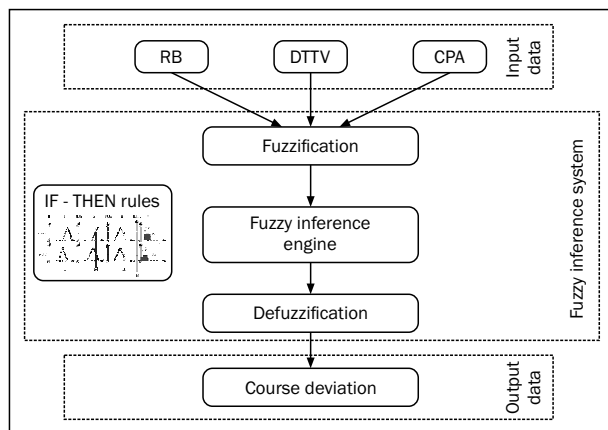 RB
DTTV
CPA
Input
data
Fuzzification
IF - THEN rules
Fuzzy inference
engine
Defuzzification
Fuzzy inference system
Course deviation
Output
data